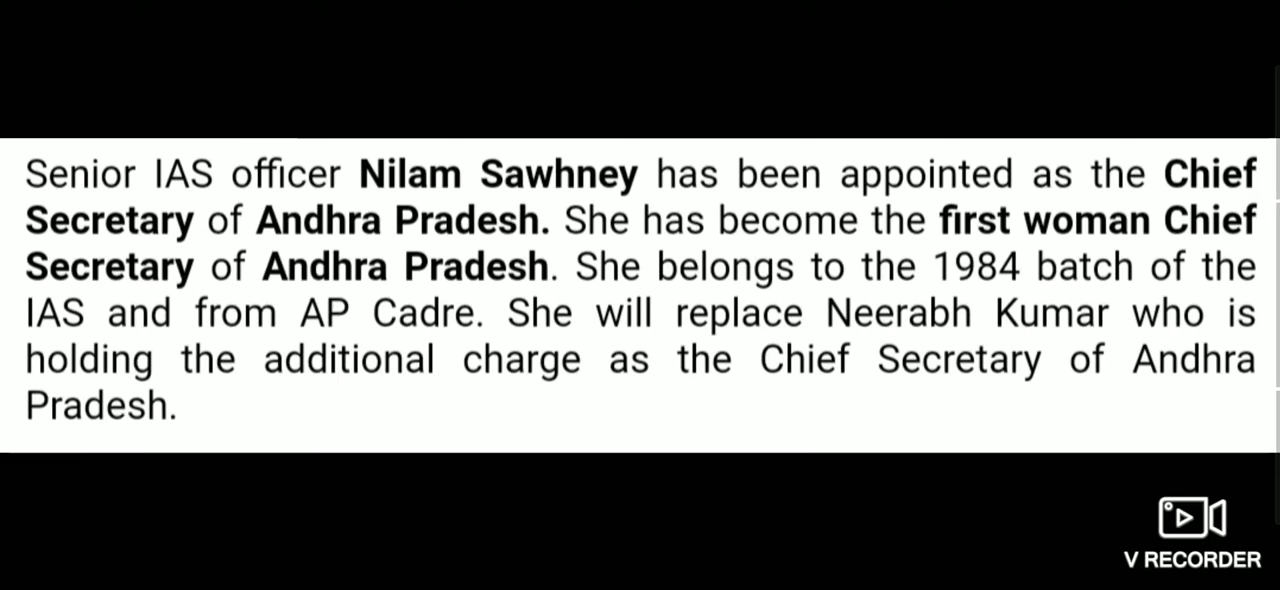 Senior IAS officer Nilam Sawhney has been appointed as the Chief
Secretary of Andhra Pradesh. She has become the first woman Chief
Secretary of Andhra Pradesh. She belongs to the 1984 batch of the
IAS and from AP Cadre. She will replace Neerabh Kumar who is
holding the additional charge as the Chief Secretary of Andhra
Pradesh.
V RECORDER